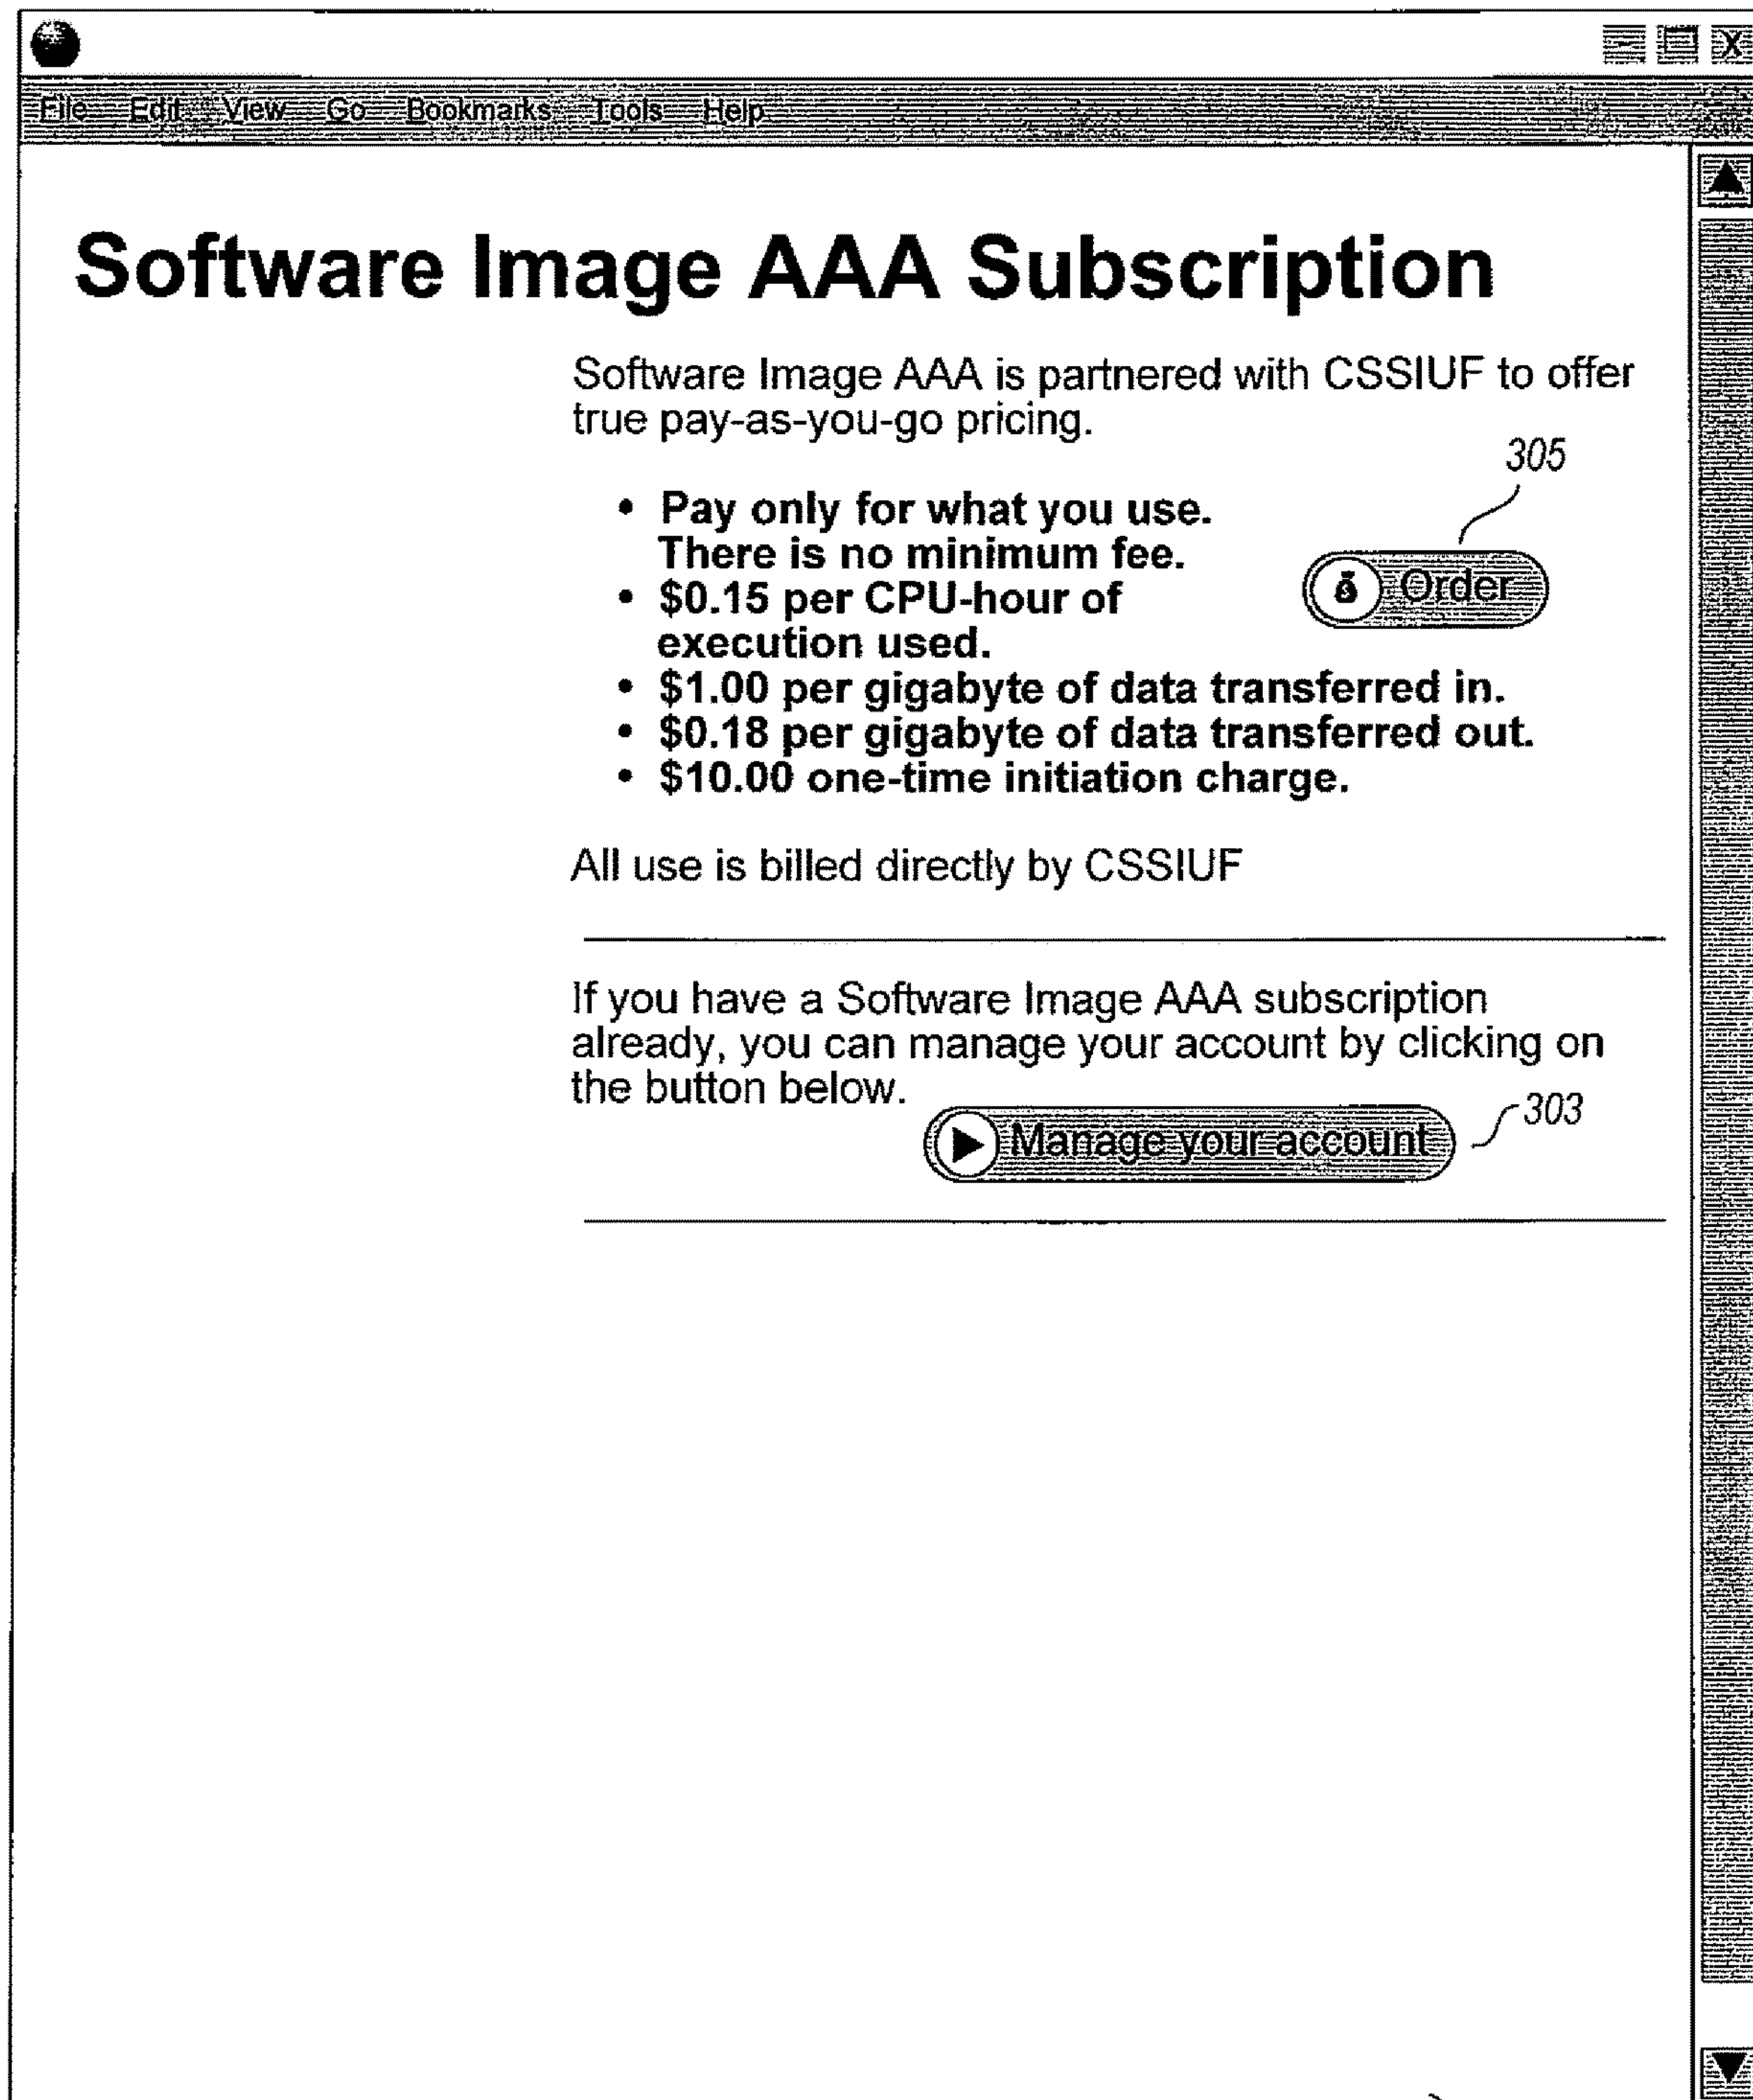 File Edit View Go Bookmarks Tools Help
Software Image AAA Subscription
Software Image AAA is partnered with CSSIUF to offer
true pay-as-you-go pricing.
305
• Pay only for what you use.
There is no minimum fee.
Order
• $0.15 per CPU-hour of
execution used.
• $1.00 per gigabyte of data transferred in.
• $0.18 per gigabyte of data transferred out.
• $10.00 one-time initiation charge.
All use is billed directly by CSSIUF
If you have a Software Image AAA subscription
already, you can manage your account by clicking on
the button below.
Manage your account
303